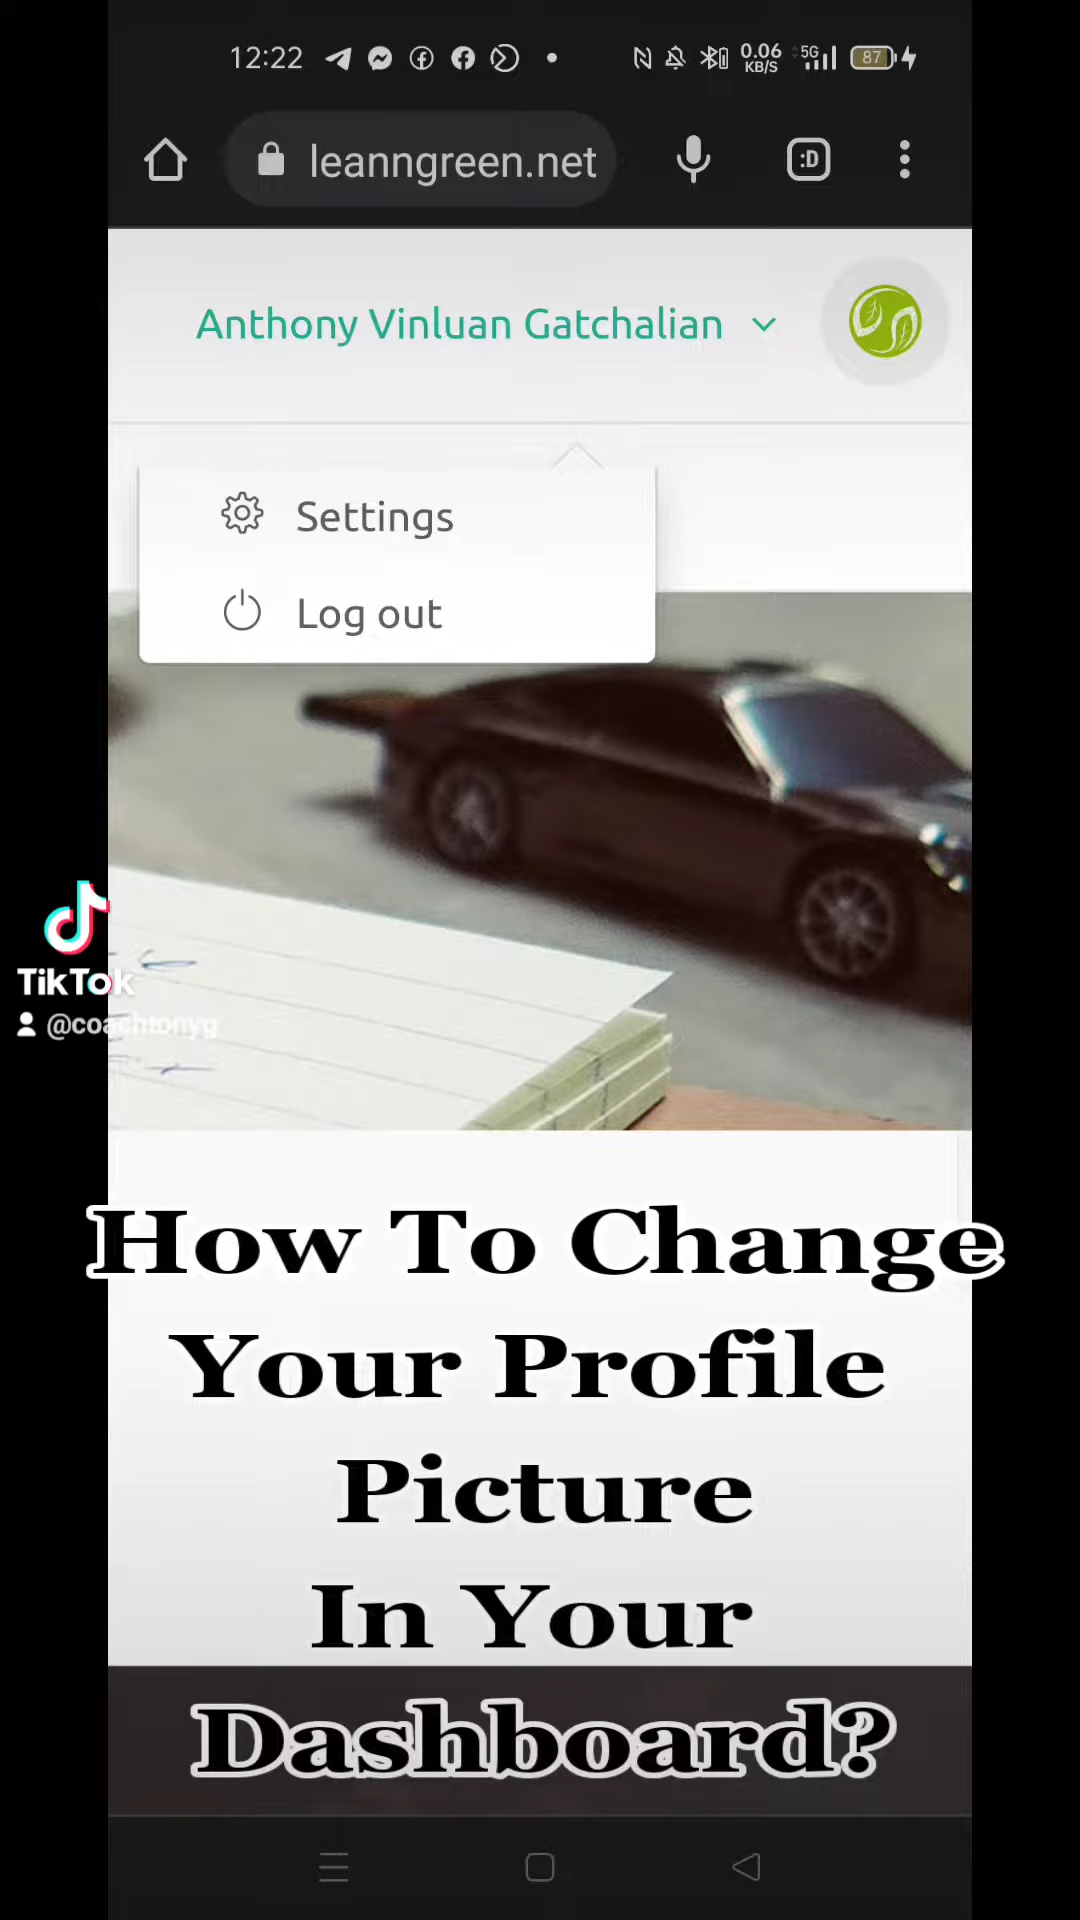 12:22
0.06
KB/S
5G
87
leanngreen.net
:D
Anthony Vinluan Gatchalian
Settings
Log out
TikTok
@coachtonyg
How To Change
Your Profile
Picture
In Your
Dashboard?